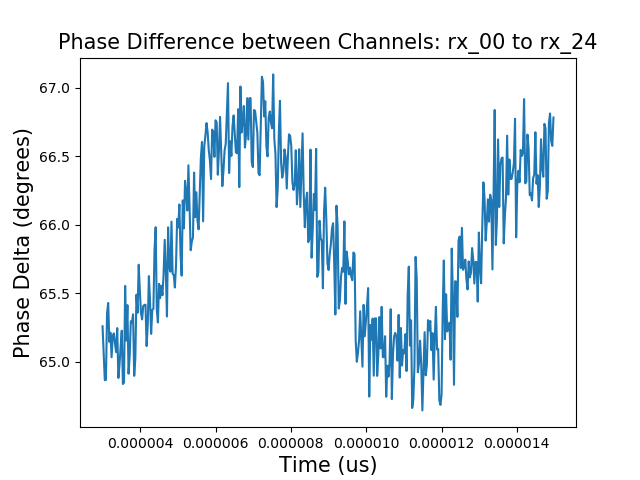 Phase Difference between Channels: rx_00 to rx_24
67.0
66.5
66.0
65.5
65.0
Phase Delta (degrees)
0.000004 0.000006 0.000008 0.000010 0.000012 0.000014
Time (us)